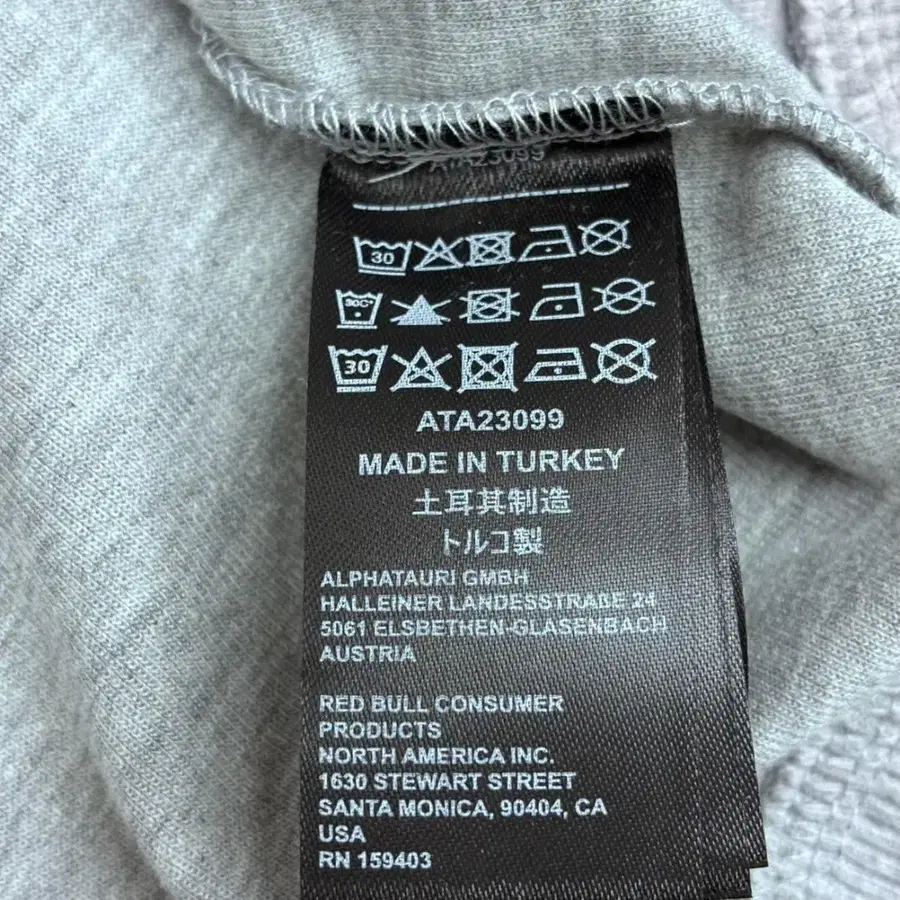 ATA23099
30
30C°
30
ATA23099
MADE IN TURKEY
土耳其制造
トルコ製
ALPHATAURI GMBH
HALLEINER LANDESSTRAßE 24
5061 ELSBETHEN-GLASENBACH
AUSTRIA
RED BULL CONSUMER
PRODUCTS
NORTH AMERICA INC.
1630 STEWART STREET
SANTA MONICA, 90404, CA
USA
RN 159403